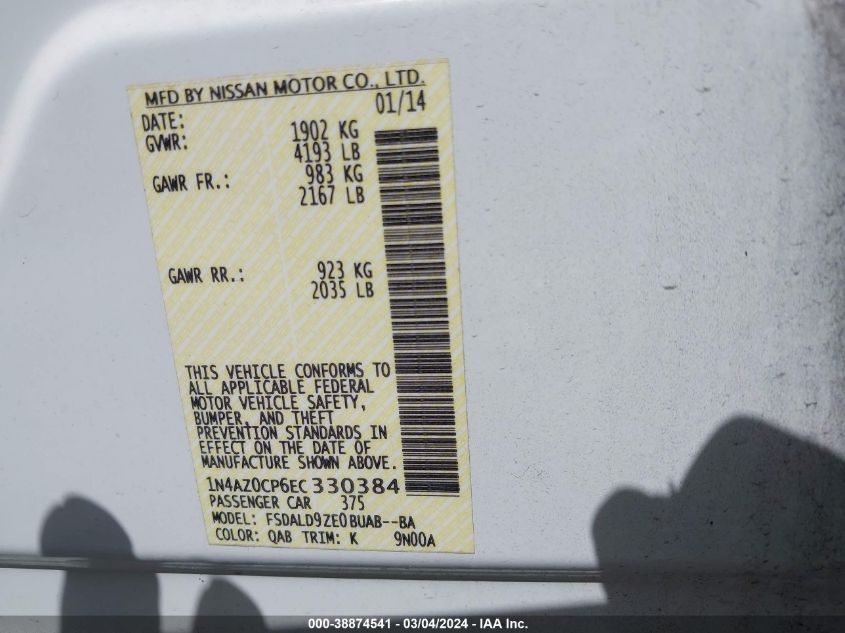 MFD BY NISSAN MOTOR CO., LTD.
DATE: 01/14
GVWR: 1902 KG
4193 LB
GAWR FR.: 983 KG
2167 LB
GAWR RR.: 923 KG
2035 LB
THIS VEHICLE CONFORMS TO
ALL APPLICABLE FEDERAL
MOTOR VEHICLE SAFETY,
BUMPER, AND THEFT
PREVENTION STANDARDS IN
EFFECT ON THE DATE OF
MANUFACTURE SHOWN ABOVE.
1N4AZ0CP6EC330384
PASSENGER CAR 375
MODEL: FSDALD9ZE0BUAB--BA
COLOR: QAB TRIM: K 9N00A
000-38874541 - 03/04/2024 - IAA Inc.